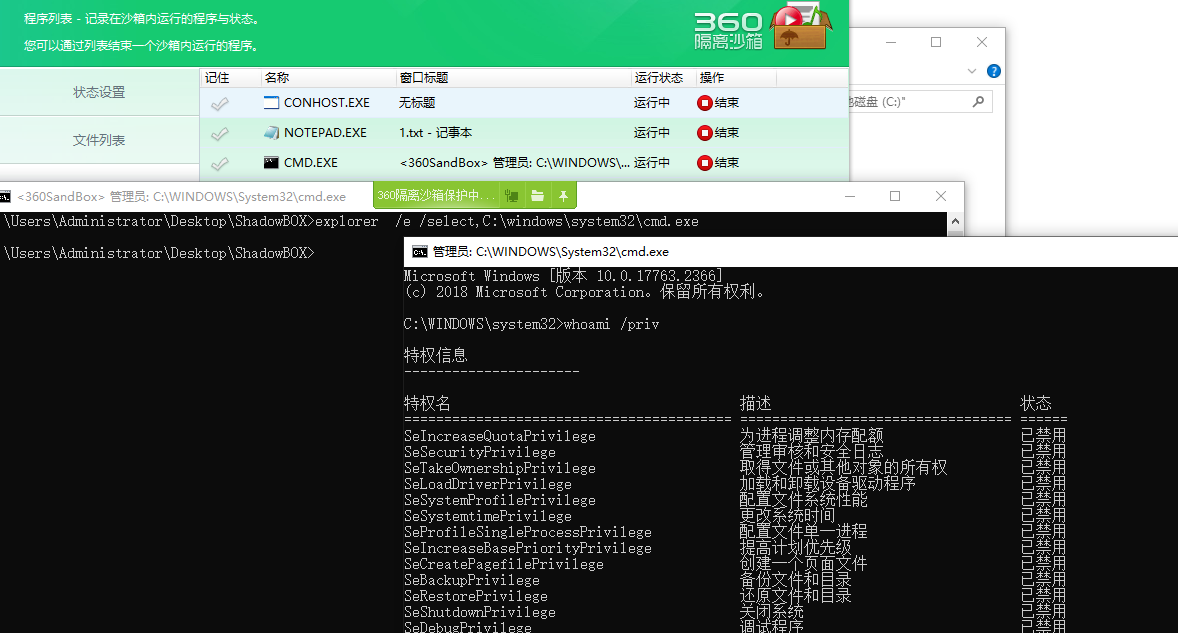 程序列表 - 记录在沙箱内运行的程序与状态。
您可以通过列表结束一个沙箱内运行的程序。
360
隔离沙箱
状态设置
文件列表
记住 名称 窗口标题 运行状态 操作
CONHOST.EXE 无标题 运行中 结束
NOTEPAD.EXE 1.txt - 记事本 运行中 结束
CMD.EXE <360SandBox> 管理员: C:\WINDOWS\... 运行中 结束
磁盘 (C:)"
<360SandBox> 管理员: C:\WINDOWS\System32\cmd.exe
360隔离沙箱保护中...
\Users\Administrator\Desktop\ShadowBOX>explorer /e /select,C:\windows\system32\cmd.exe
\Users\Administrator\Desktop\ShadowBOX>
管理员: C:\WINDOWS\System32\cmd.exe
Microsoft Windows [版本 10.0.17763.2366]
(c) 2018 Microsoft Corporation。保留所有权利。
C:\WINDOWS\system32>whoami /priv
特权信息
----------------------
特权名 描述 状态
========================================= ================================== ======
SeIncreaseQuotaPrivilege 为进程调整内存配额 已禁用
SeSecurityPrivilege 管理审核和安全日志 已禁用
SeTakeOwnershipPrivilege 取得文件或其他对象的所有权 已禁用
SeLoadDriverPrivilege 加载和卸载设备驱动程序 已禁用
SeSystemProfilePrivilege 配置文件系统性能 已禁用
SeSystemtimePrivilege 更改系统时间 已禁用
SeProfileSingleProcessPrivilege 配置文件单一进程 已禁用
SeIncreaseBasePriorityPrivilege 提高计划优先级 已禁用
SeCreatePagefilePrivilege 创建一个页面文件 已禁用
SeBackupPrivilege 备份文件和目录 已禁用
SeRestorePrivilege 还原文件和目录 已禁用
SeShutdownPrivilege 关闭系统 已禁用
SeDebugPrivilege 调试程序 已禁用